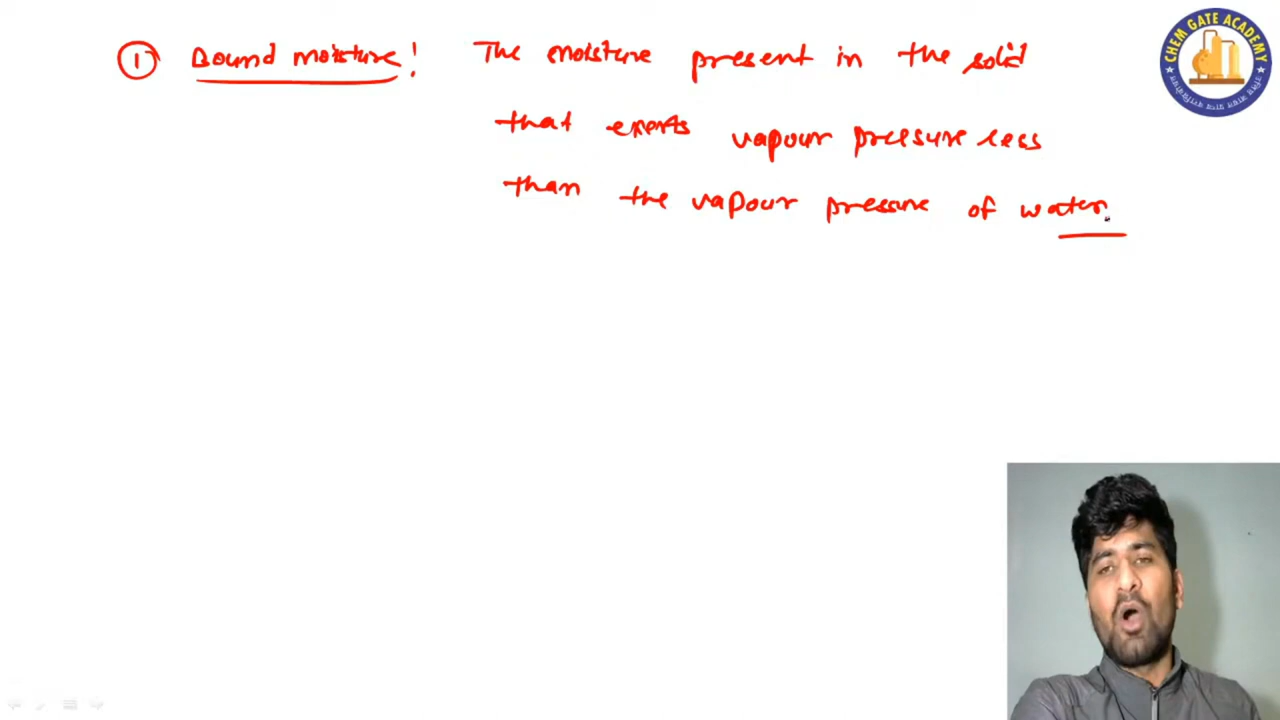 ① Bound moisture! The moisture present in the solid
that exerts vapour pressure less
than the vapour pressure of water
CHEM GATE ACADEMY